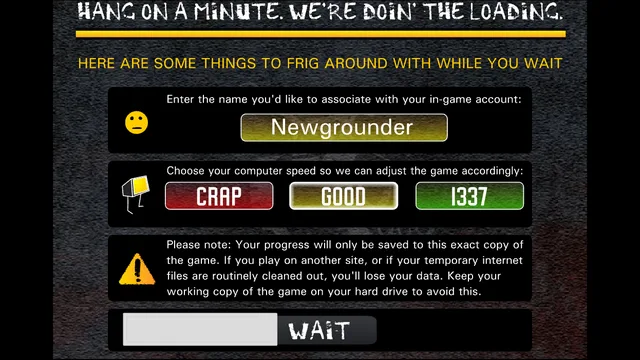 HANG ON A MINUTE. WE'RE DOIN' THE LOADING.
HERE ARE SOME THINGS TO FRIG AROUND WITH WHILE YOU WAIT
Enter the name you'd like to associate with your in-game account:
Newgrounder
Choose your computer speed so we can adjust the game accordingly:
CRAP GOOD 1337
Please note: Your progress will only be saved to this exact copy of
the game. If you play on another site, or if your temporary internet
files are routinely cleaned out, you'll lose your data. Keep your
working copy of the game on your hard drive to avoid this.
WAIT